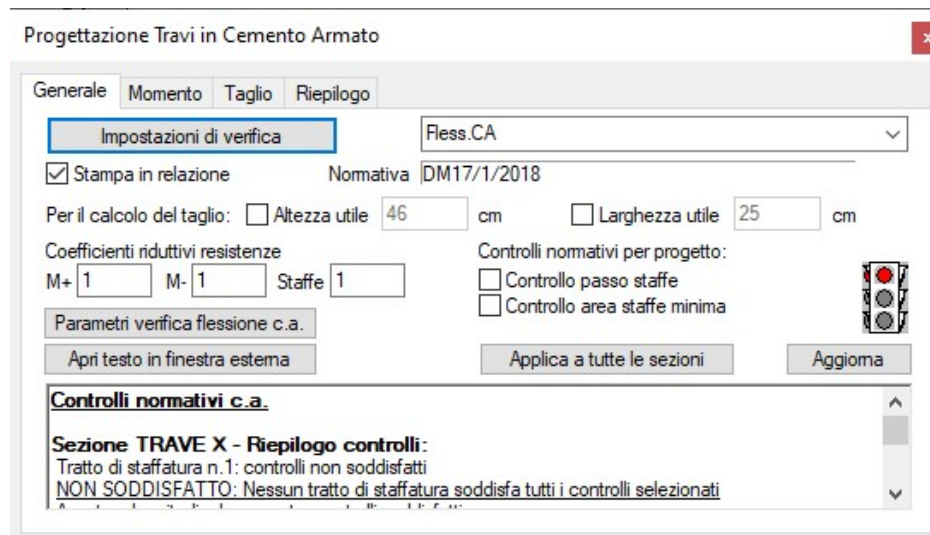 Progettazione Travi in Cemento Armato
x
Generale Momento Taglio Riepilogo
Impostazioni di verifica Fless.CA
Stampa in relazione Normativa DM17/1/2018
Per il calcolo del taglio: Altezza utile 46 cm Larghezza utile 25 cm
Coefficienti riduttivi resistenze Controlli normativi per progetto:
M+ 1 M- 1 Staffe 1 Controllo passo staffe
Controllo area staffe minima
Parametri verifica flessione c.a.
Apri testo in finestra esterna Applica a tutte le sezioni Aggiorna
Controlli normativi c.a.
Sezione TRAVE X - Riepilogo controlli:
Tratto di staffatura n.1: controlli non soddisfatti
NON SODDISFATTO: Nessun tratto di staffatura soddisfa tutti i controlli selezionati